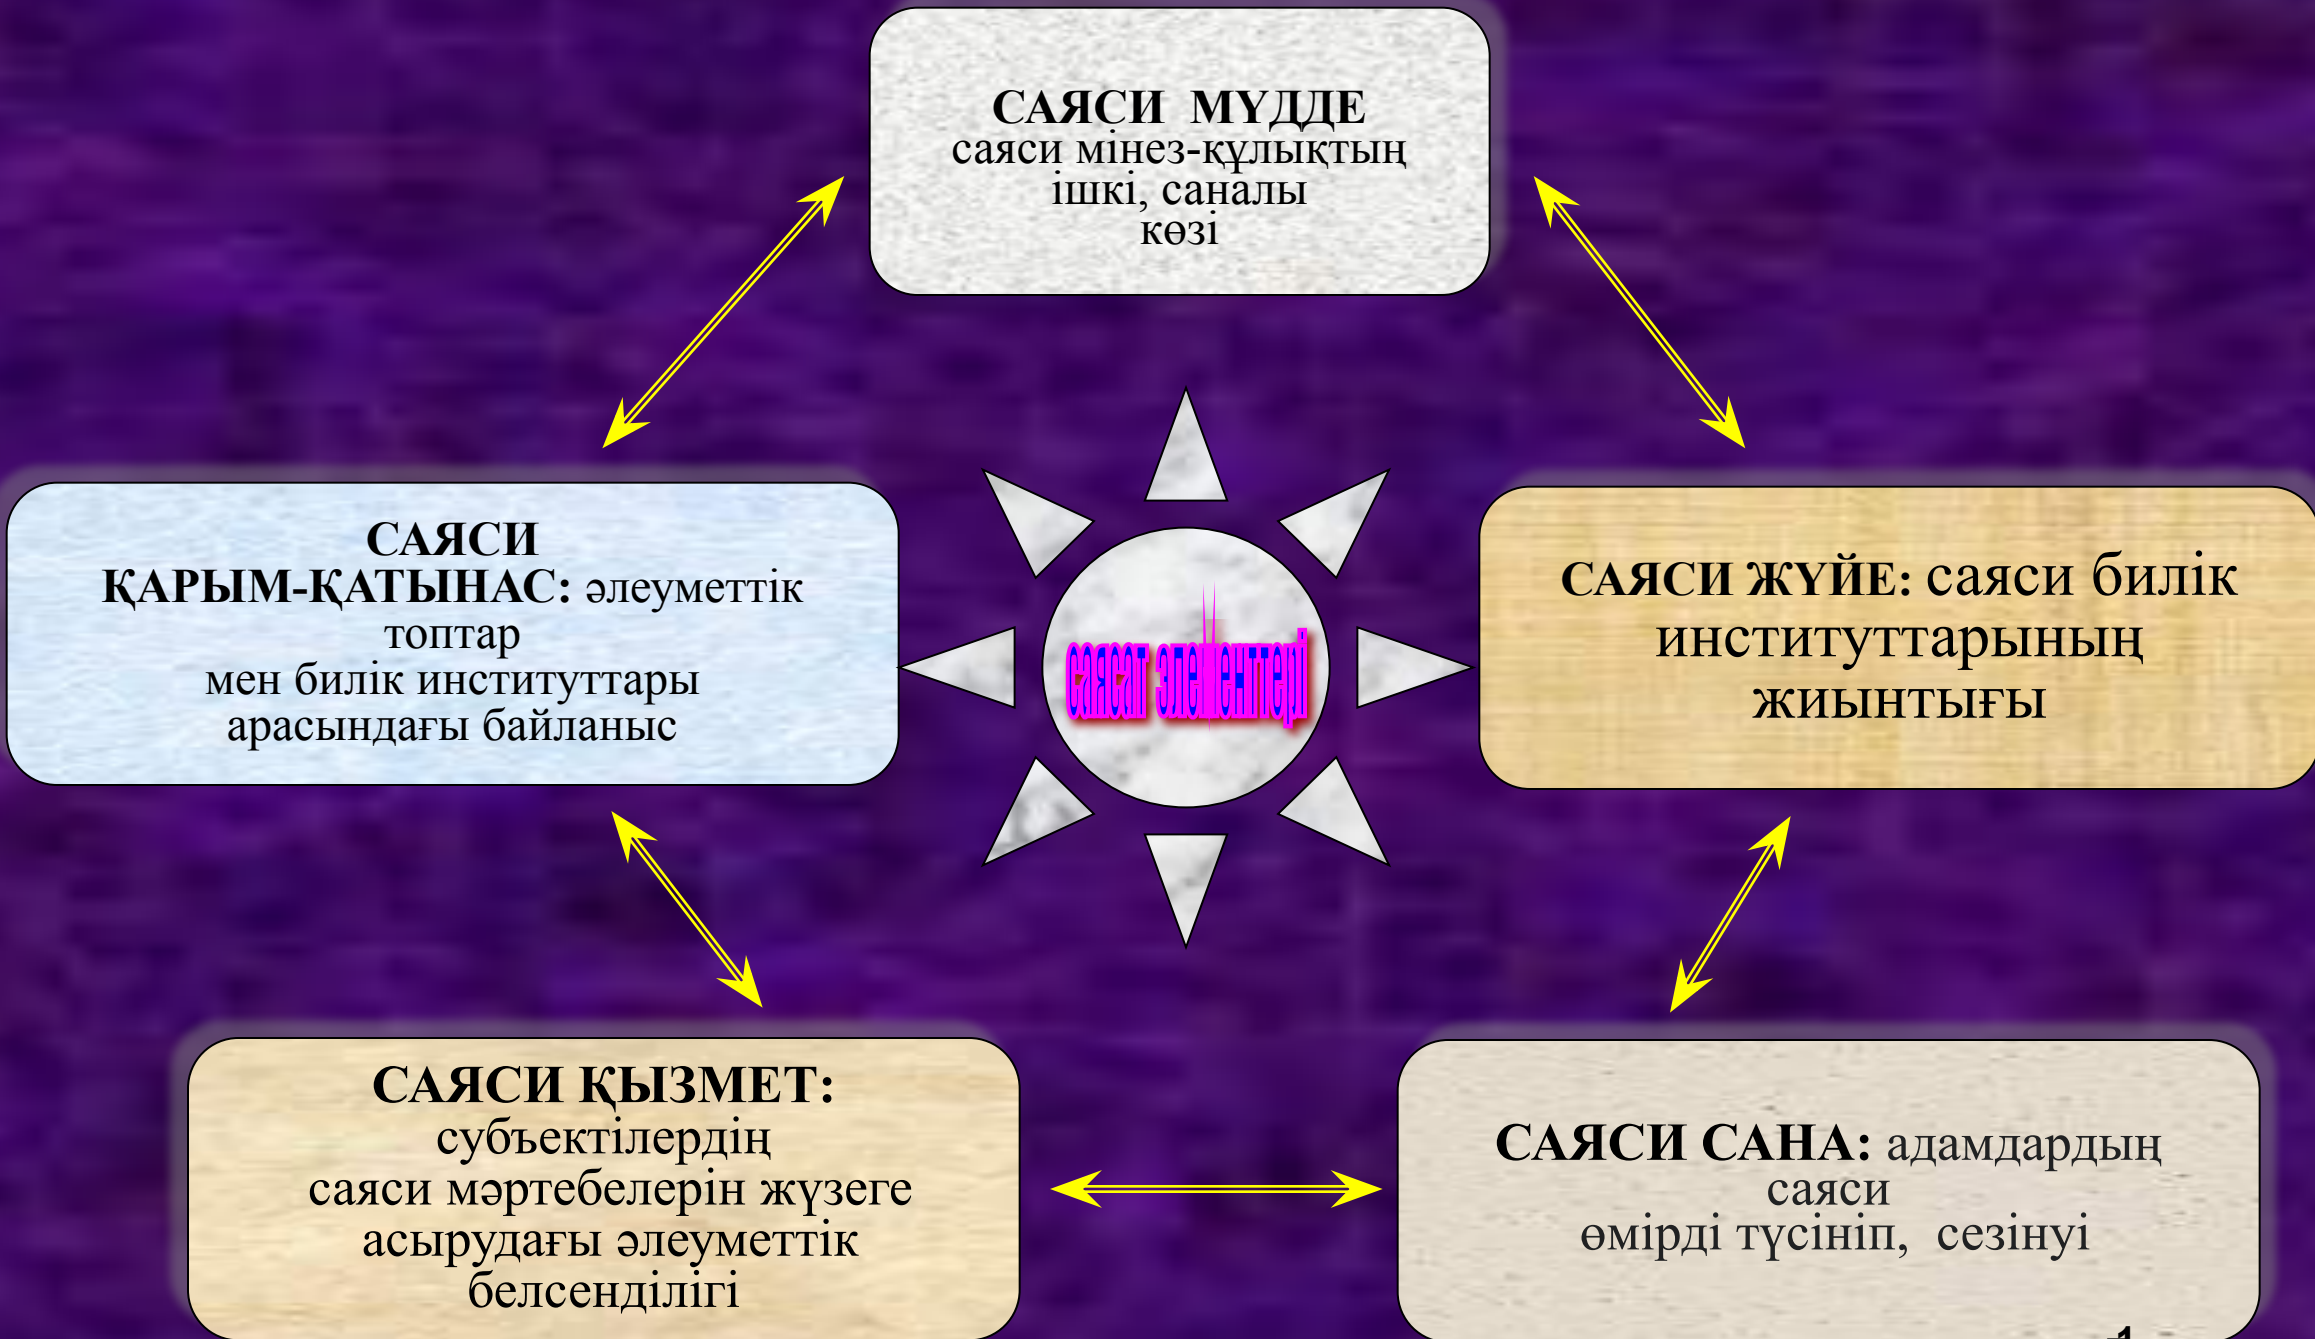 САЯСИ МҮДДЕ
саяси мінез-құлықтың
ішкі, саналы
көзі
САЯСИ
ҚАРЫМ-ҚАТЫНАС: әлеуметтік
топтар
мен билік институттары
арасындағы байланыс
саясат элементтері
САЯСИ ЖҮЙЕ: саяси билік
институттарының
жиынтығы
САЯСИ ҚЫЗМЕТ:
субъектілердің
саяси мәртебелерін жүзеге
асырудағы әлеуметтік
белсенділігі
САЯСИ САНА: адамдардың
саяси
өмірді түсініп, сезінуі